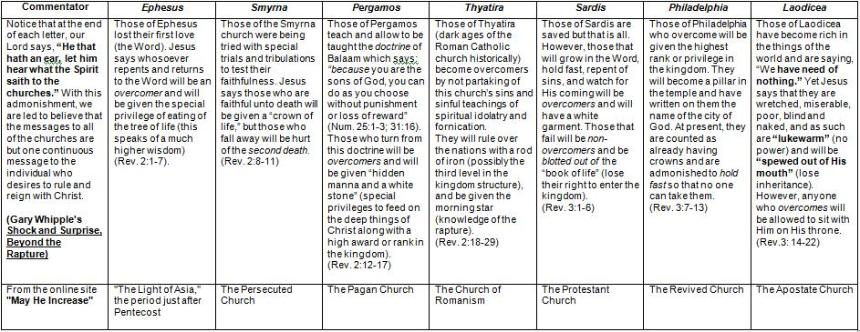 Commentator
Notice that at the end
of each letter, our
Lord says, "He that
hath an ear, let him
hear what the Spirit
saith to the
churches." With this
admonishment, we
are led to believe that
the messages to all
of the churches are
but one continuous
message to the
individual who
desires to rule and
reign with Christ.
(Gary Whipple's
Shock and Surprise,
Beyond the
Rapture)
Ephesus
Those of Ephesus
lost their first love
(the Word). Jesus
says whosoever
repents and returns
to the Word will be an
overcomer and will
be given the special
privilege of eating of
the tree of life (this
speaks of a much
higher wisdom)
(Rev. 2:1-7).
Smyrna
Those of the Smyrna
church were being
tried with special
trials and tribulations
to test their
faithfulness. Jesus
says those who are
faithful unto death will
be given a "crown of
life," but those who
fall away will be hurt
of the second death.
(Rev. 2:8-11)
Pergamos
Those of Pergamos
teach and allow to be
taught the doctrine of
Balaam which says:
"because you are the
sons of God, you can
do as you choose
without punishment
or loss of reward"
(Num. 25:1-3; 31:16).
Those who turn from
this doctrine will be
overcomers and will
be given "hidden
manna and a white
stone" (special
privileges to feed on
the deep things of
Christ along with a
high award or rank in
the kingdom).
(Rev. 2:12-17)
Thyatira
Those of Thyatira
(dark ages of the
Roman Catholic
church historically)
become overcomers
by not partaking of
this church's sins and
sinful teachings of
spiritual idolatry and
fornication.
They will rule over
the nations with a rod
of iron (possibly the
third level in the
kingdom structure),
and be given the
morning star
(knowledge of the
rapture).
(Rev. 2:18-29)
Sardis
Those of Sardis are
saved but that is all.
However, those that
will grow in the Word,
hold fast, repent of
sins, and watch for
His coming will be
overcomers and will
have a white
garment. Those that
fail will be non-
overcomers and be
blotted out of the
"book of life" (lose
their right to enter the
kingdom).
(Rev. 3:1-6)
Philadelphia
Those of Philadelphia
who overcome will be
given the highest
rank or privilege in
the kingdom. They
will become a pillar in
the temple and have
written on them the
name of the city of
God. At present, they
are counted as
already having
crowns and are
admonished to hold
fast so that no one
can take them.
(Rev. 3:7-13)
Laodicea
Those of Laodicea
have become rich in
the things of the
world and are saying,
"We have need of
nothing." Yet Jesus
says that they are
wretched, miserable,
poor, blind and
naked, and as such
are "lukewarm" (no
power) and will be
"spewed out of His
mouth" (lose
inheritance).
However, anyone
who overcomes will
be allowed to sit with
Him on His throne.
(Rev.3: 14-22)
From the online site
"May He Increase"
"The Light of Asia,"
the period just after
Pentecost
The Persecuted
Church
The Pagan Church
The Church of
Romanism
The Protestant
Church
The Revived Church
The Apostate Church